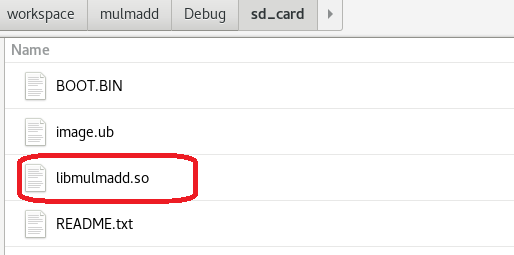 workspace mulmadd Debug sd_card
Name
BOOT.BIN
image.ub
libmulmadd.so
README.txt